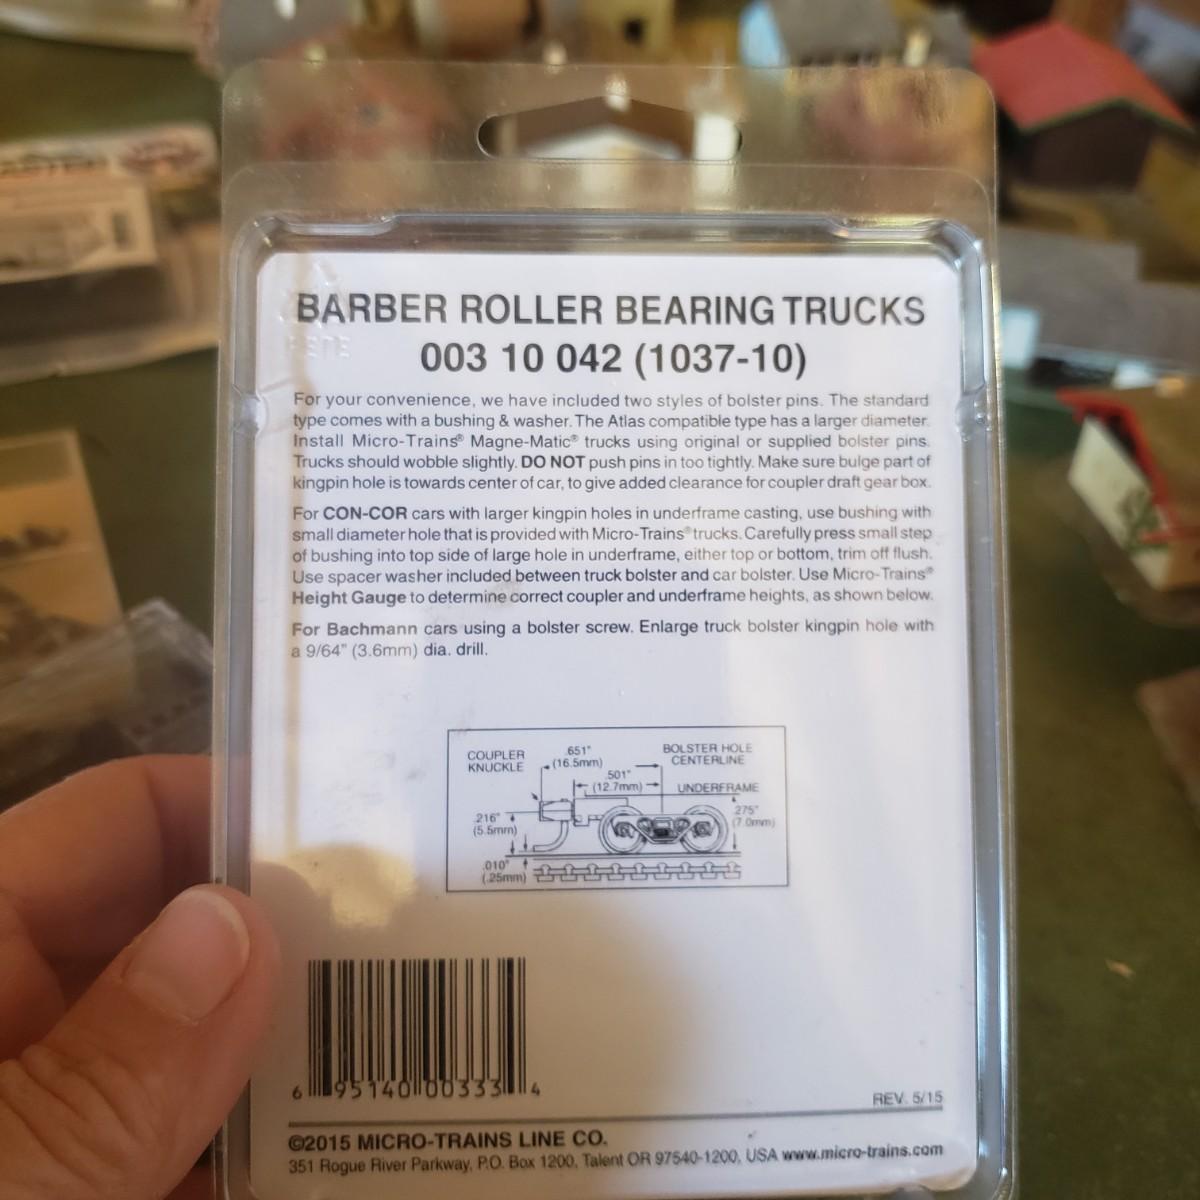 BARBER ROLLER BEARING TRUCKS
003 10 042 (1037-10)
For your convenience, we have included two styles of bolster pins. The standard
type comes with a bushing & washer. The Atlas compatible type has a larger diameter.
Install Micro-Trains® Magne-Matic® trucks using original or supplied bolster pins.
Trucks should wobble slightly. DO NOT push pins in too tightly. Make sure bulge part of
kingpin hole is towards center of car, to give added clearance for coupler draft gear box.
For CON-COR cars with larger kingpin holes in underframe casting, use bushing with
small diameter hole that is provided with Micro-Trains® trucks. Carefully press small step
of bushing into top side of large hole in underframe, either top or bottom, trim off flush.
Use spacer washer included between truck bolster and car bolster. Use Micro-Trains®
Height Gauge to determine correct coupler and underframe heights, as shown below.
For Bachmann cars using a bolster screw. Enlarge truck bolster kingpin hole with
a 9/64" (3.6mm) dia. drill.
COUPLER
KNUCKLE
.651"
(16.5mm)
BOLSTER HOLE
CENTERLINE
.501"
(12.7mm)
UNDERFRAME
.216"
(5.5mm)
.275"
(7.0mm)
.010"
(.25mm)
6 95140 00333 4
REV. 5/15
©2015 MICRO-TRAINS LINE CO.
351 Rogue River Parkway, P.O. Box 1200, Talent OR 97540-1200, USA www.micro-trains.com